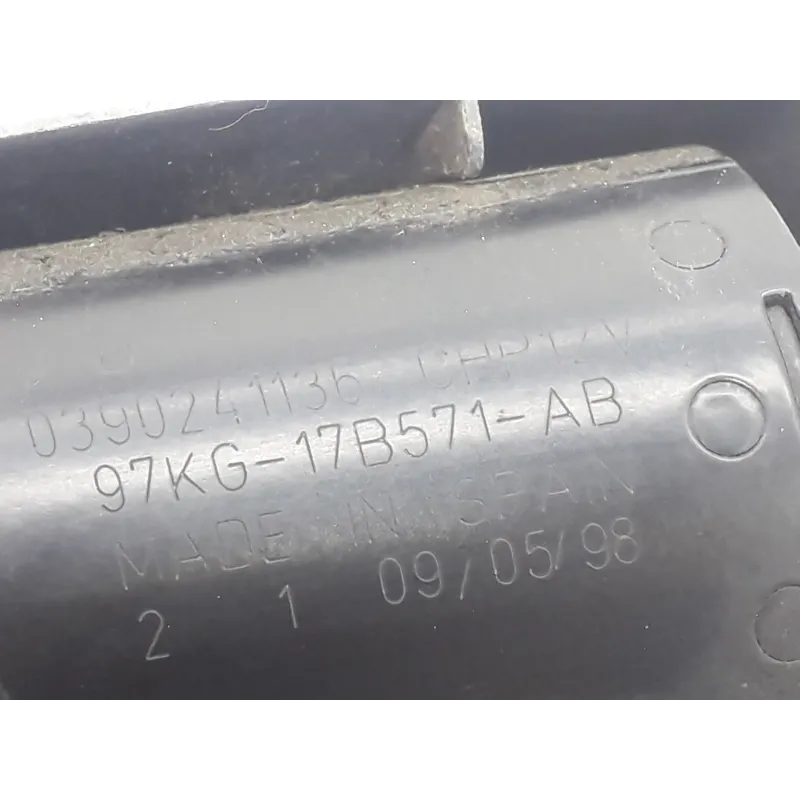 0390241136 CHP12V
97KG-17B571-AB
MADE IN SPAIN
2 1 09/05/98